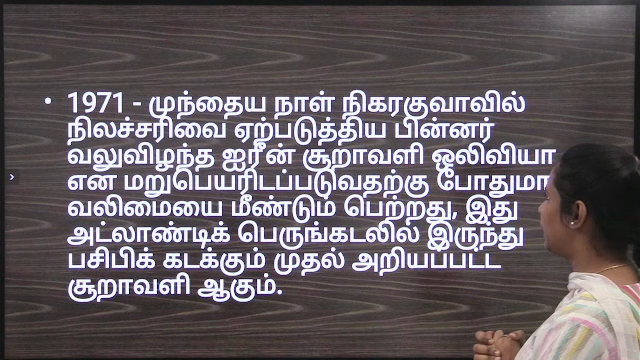 • 1971 - முந்தைய நாள் நிகரகுவாவில்
நிலச்சரிவை ஏற்படுத்திய பின்னர்
வலுவிழந்த ஐரீன் சூறாவளி ஒலிவியா
என மறுபெயரிடப்படுவதற்கு
வலிமையை மீண்டும் பெற்றது, இது
அட்லாண்டிக் பெருங்கடலில் இருந்து
பசிபிக் கடக்கும் முதல் அறியப்பட்ட
சூறாவளி ஆகும்.